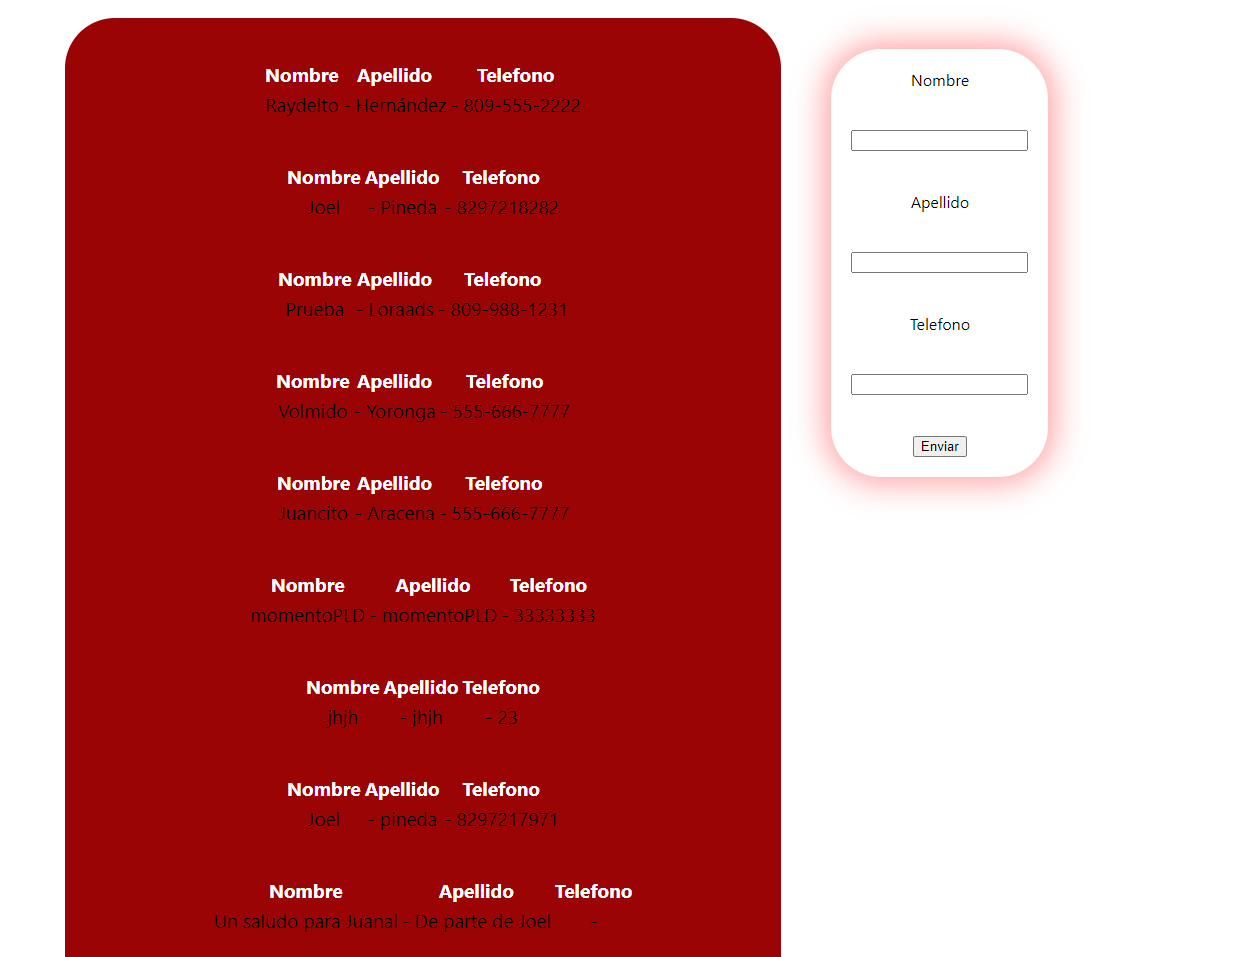 Nombre Apellido Telefono
Raydelto - Hernández - 809-555-2222
Nombre Apellido Telefono
Joel - Pineda - 8297218282
Nombre Apellido Telefono
Prueba - Loraads - 809-988-1231
Nombre Apellido Telefono
Volmido - Yoronga - 555-666-7777
Nombre Apellido Telefono
Juancito - Aracena - 555-666-7777
Nombre Apellido Telefono
momentoPLD - momentoPLD - 33333333
Nombre Apellido Telefono
jhjh - jhjh - 23
Nombre Apellido Telefono
Joel - pineda - 8297217971
Nombre Apellido Telefono
Un saludo para Juanal - De parte de Joel -
Nombre
Apellido
Telefono
Enviar